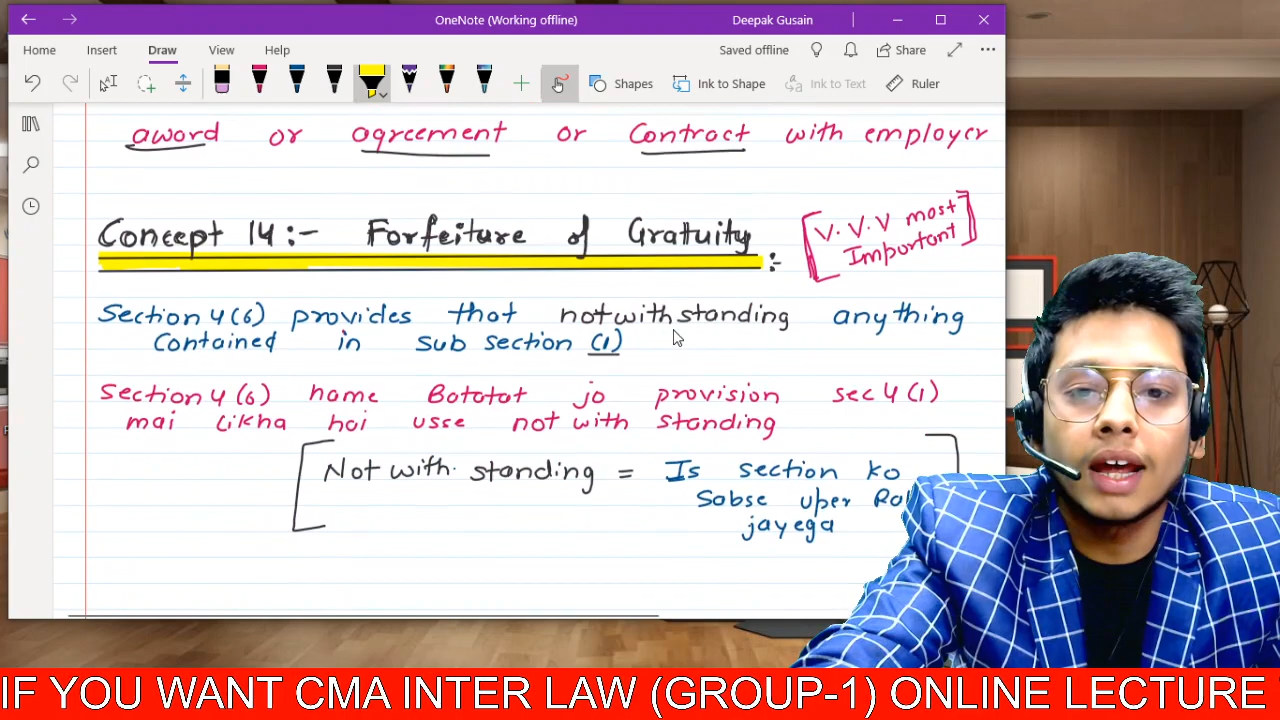 OneNote (Working offline)
Deepak Gusain
Home Insert Draw View Help
Saved offline
Share
Shapes
Ink to Shape
Ink to Text
Ruler
aword or agreement or Contract with employer
Concept 14:- Forfeiture of Gratuity :-
[V. V. V most
Important]
Section 4(6) provides that notwithstanding anything
Contained in sub section (1)
Section 4(6) hame Batatat jo provision sec 4(1)
mai likha hai usse not with standing
[Not with standing = Is section ko
Sabse uper
jayega
IF YOU WANT CMA INTER LAW (GROUP-1) ONLINE LECTURE